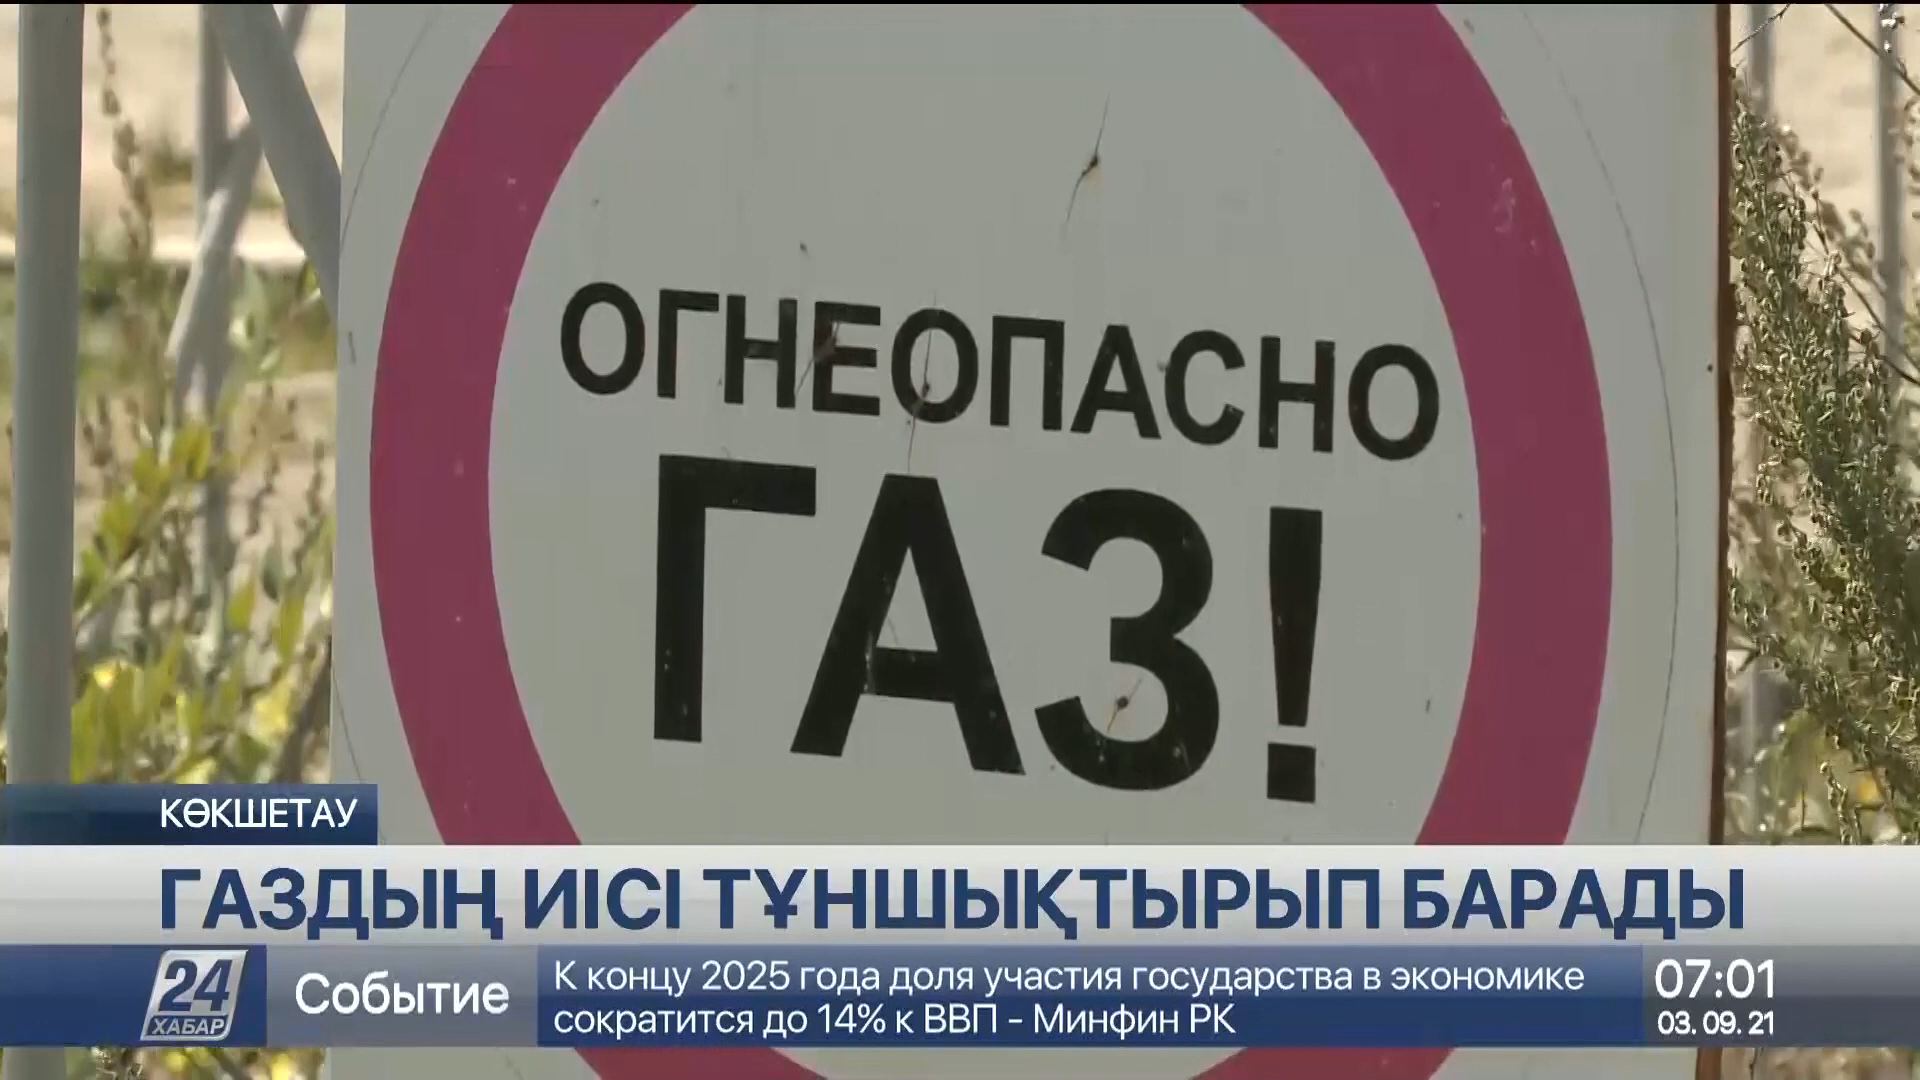 ОГНЕОПАСНО
ГАЗ!
КӨКШЕТАУ
ГАЗДЫҢ ИІСІ ТҰНШЫҚТЫРЫП БАРАДЫ
24
ХАБАР
Событие
К концу 2025 года доля участия государства в экономике
сократится до 14% к ВВП - Минфин РК
07:01
03. 09. 21